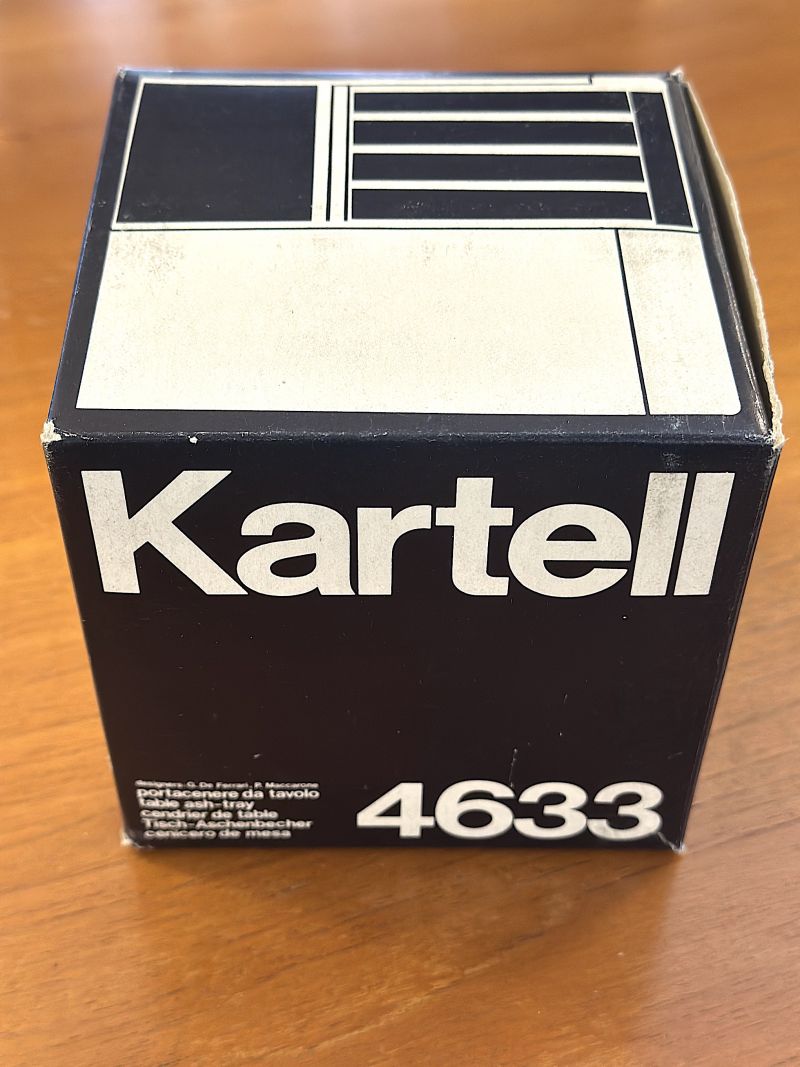 Kartell
designers: G. De Ferrari, P. Maccarone
portacenere da tavolo
table ash-tray
cendrier de table
Tisch-Aschenbecher
cenicero de mesa
4633